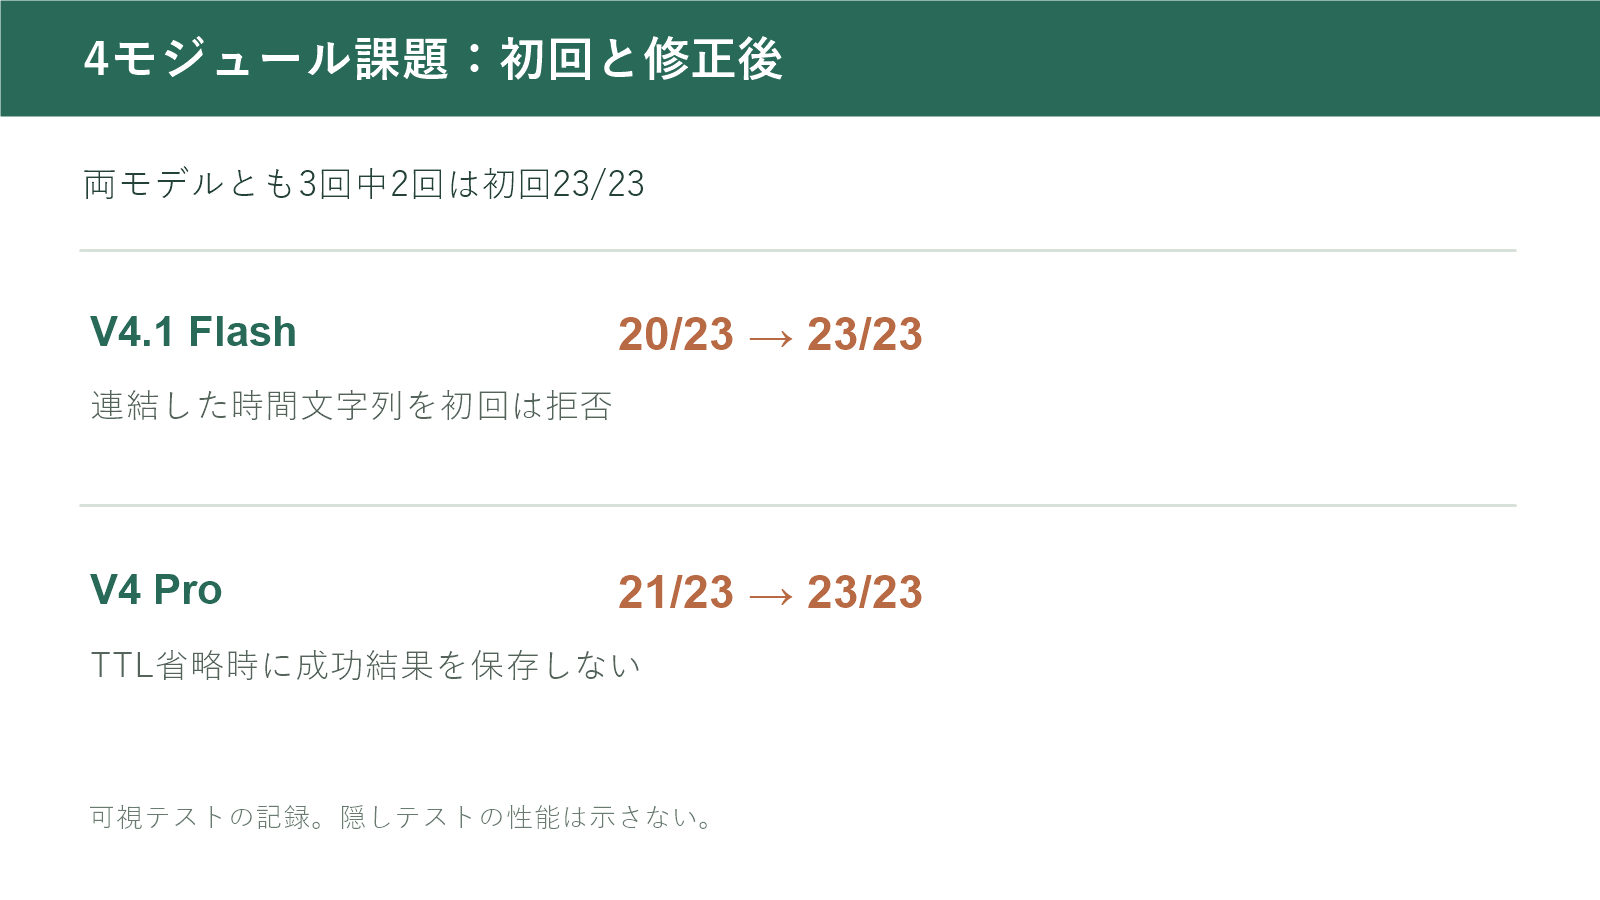 4モジュール課題：初回と修正後
両モデルとも3回中2回は初回23/23
V4.1 Flash
20/23 → 23/23
連結した時間文字列を初回は拒否
V4 Pro
21/23 → 23/23
TTL省略時に成功結果を保存しない
可視テストの記録。隠しテストの性能は示さない。